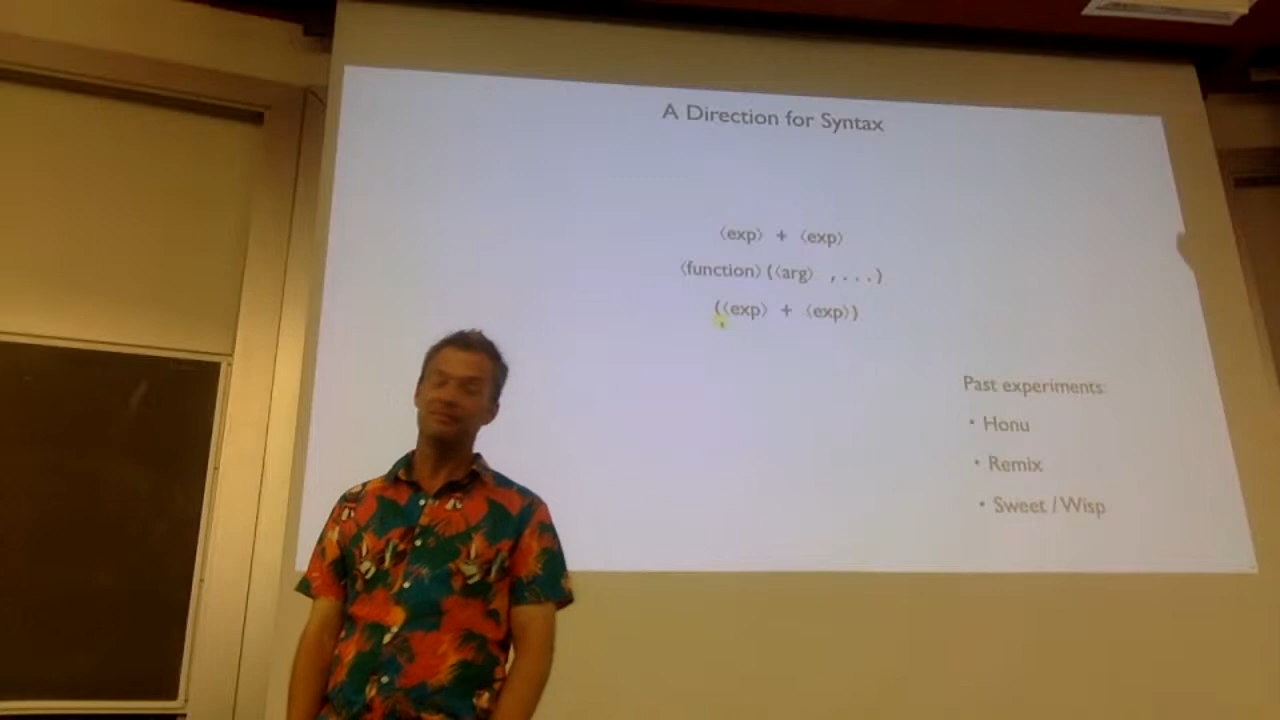 A Direction for Syntax
⟨exp⟩ + ⟨exp⟩
⟨function⟩(⟨arg⟩ ,...)
(⟨exp⟩ + ⟨exp⟩)
Past experiments:
• Honu
• Remix
• Sweet / Wisp